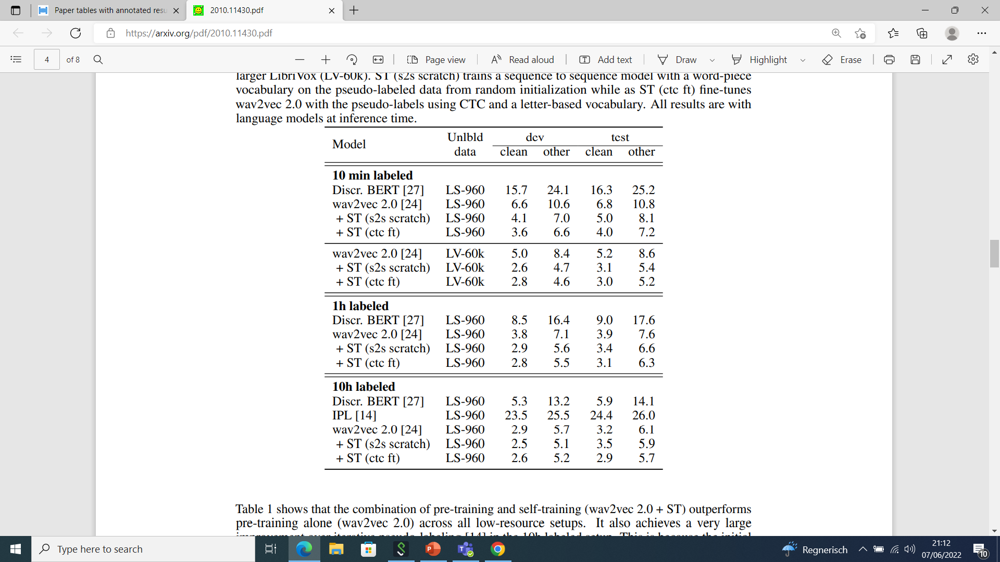 Paper tables with annotated resu
2010.11430.pdf
https://arxiv.org/pdf/2010.11430.pdf
4 of 8 Page view Read aloud Add text Draw Highlight Erase
larger LibriVox (LV-60k). ST (s2s scratch) trains a sequence to sequence model with a word-piece
vocabulary on the pseudo-labeled data from random initialization while as ST (ctc ft) fine-tunes
wav2vec 2.0 with the pseudo-labels using CTC and a letter-based vocabulary. All results are with
language models at inference time.
Model Unlbld data dev test
clean other clean other
10 min labeled
Discr. BERT [27] LS-960 15.7 24.1 16.3 25.2
wav2vec 2.0 [24] LS-960 6.6 10.6 6.8 10.8
+ ST (s2s scratch) LS-960 4.1 7.0 5.0 8.1
+ ST (ctc ft) LS-960 3.6 6.6 4.0 7.2
wav2vec 2.0 [24] LV-60k 5.0 8.4 5.2 8.6
+ ST (s2s scratch) LV-60k 2.6 4.7 3.1 5.4
+ ST (ctc ft) LV-60k 2.8 4.6 3.0 5.2
1h labeled
Discr. BERT [27] LS-960 8.5 16.4 9.0 17.6
wav2vec 2.0 [24] LS-960 3.8 7.1 3.9 7.6
+ ST (s2s scratch) LS-960 2.9 5.6 3.4 6.6
+ ST (ctc ft) LS-960 2.8 5.5 3.1 6.3
10h labeled
Discr. BERT [27] LS-960 5.3 13.2 5.9 14.1
IPL [14] LS-960 23.5 25.5 24.4 26.0
wav2vec 2.0 [24] LS-960 2.9 5.7 3.2 6.1
+ ST (s2s scratch) LS-960 2.5 5.1 3.5 5.9
+ ST (ctc ft) LS-960 2.6 5.2 2.9 5.7
Table 1 shows that the combination of pre-training and self-training (wav2vec 2.0 + ST) outperforms
pre-training alone (wav2vec 2.0) across all low-resource setups. It also achieves a very large
improvement over iterative pseudo-labeling [14] in the 10h labeled setup. This is because the initial
Type here to search
Regnerisch
21:12
07/06/2022
10